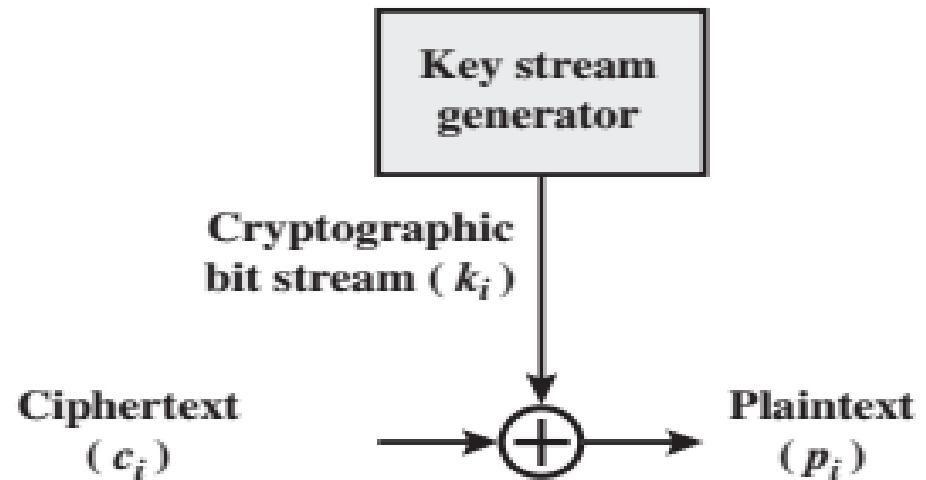 Key stream
generator
Cryptographic
bit stream ( kᵢ )
Ciphertext
( cᵢ )
Plaintext
( pᵢ )